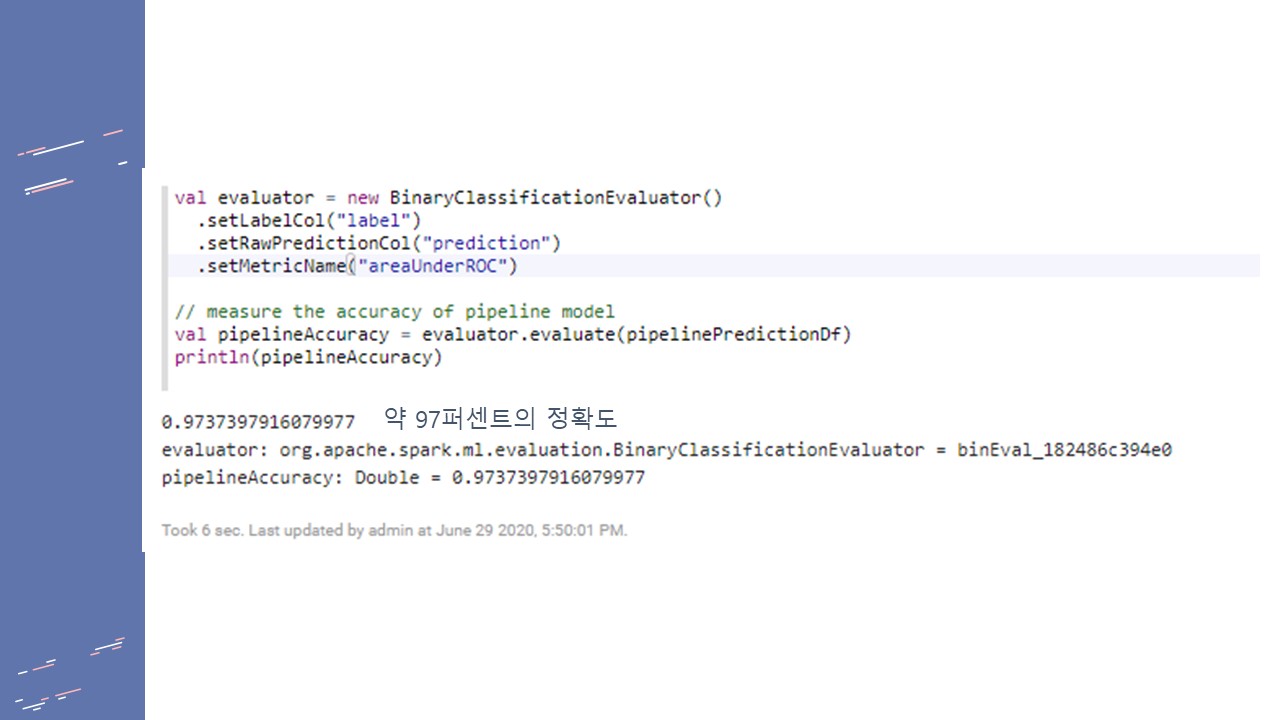 val evaluator = new BinaryClassificationEvaluator()
.setLabelCol("label")
.setRawPredictionCol("prediction")
.setMetricName("areaUnderROC")
// measure the accuracy of pipeline model
val pipelineAccuracy = evaluator.evaluate(pipelinePredictionDf)
println(pipelineAccuracy)
0.9737397916079977 약 97퍼센트의 정확도
evaluator: org.apache.spark.ml.evaluation.BinaryClassificationEvaluator = binEval_182486c394e0
pipelineAccuracy: Double = 0.9737397916079977
Took 6 sec. Last updated by admin at June 29 2020, 5:50:01 PM.